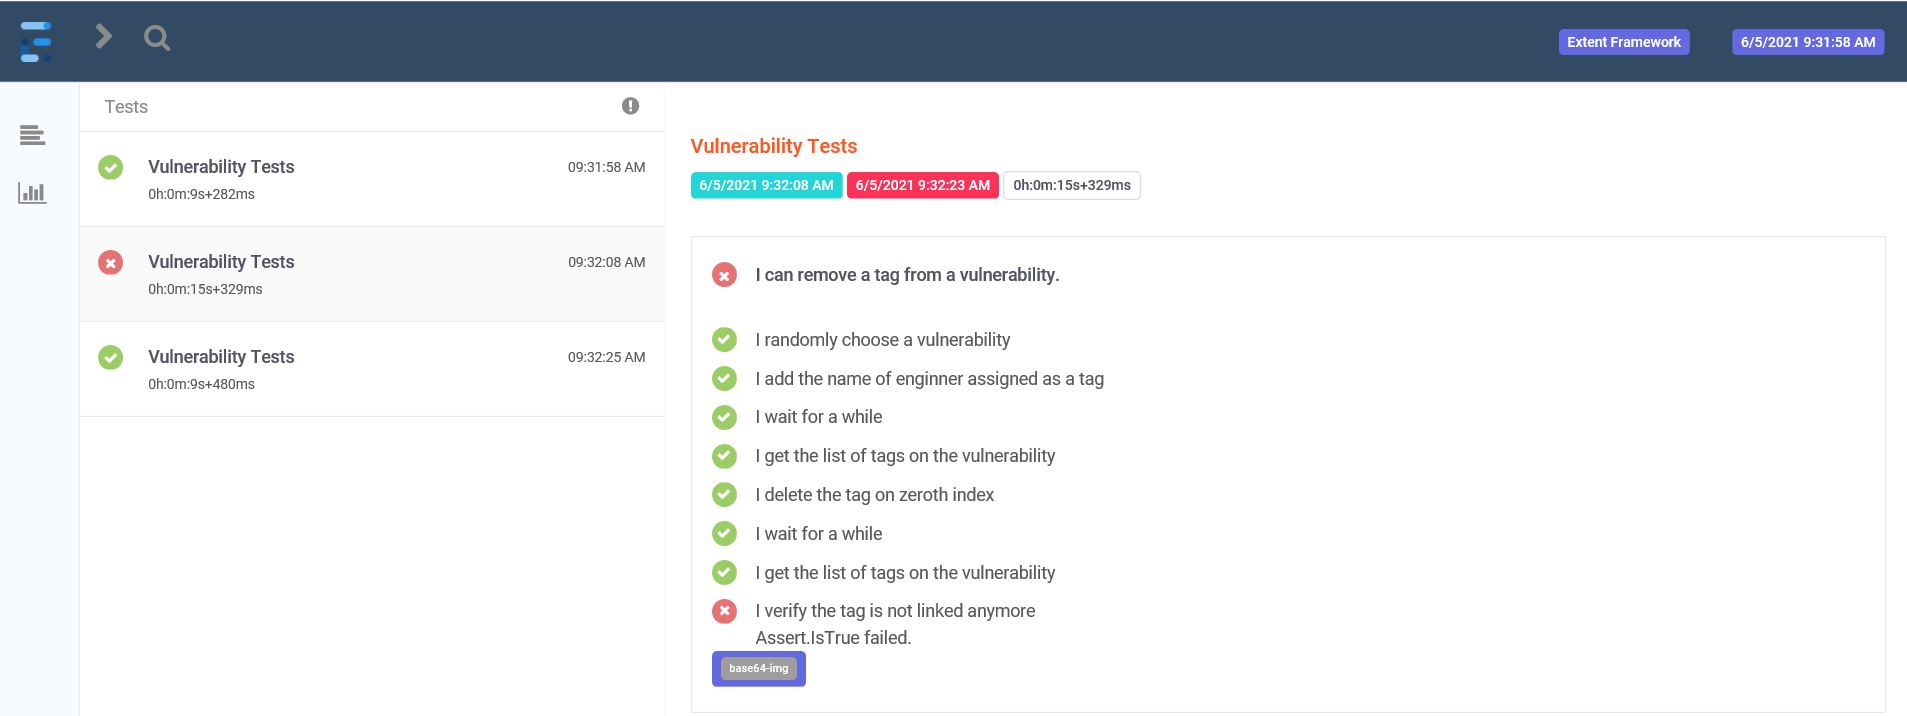 Extent Framework
6/5/2021 9:31:58 AM
Tests
Vulnerability Tests
09:31:58 AM
0h:0m:9s+282ms
Vulnerability Tests
09:32:08 AM
0h:0m:15s+329ms
Vulnerability Tests
09:32:25 AM
0h:0m:9s+480ms
Vulnerability Tests
6/5/2021 9:32:08 AM 6/5/2021 9:32:23 AM 0h:0m:15s+329ms
I can remove a tag from a vulnerability.
I randomly choose a vulnerability
I add the name of enginner assigned as a tag
I wait for a while
I get the list of tags on the vulnerability
I delete the tag on zeroth index
I wait for a while
I get the list of tags on the vulnerability
I verify the tag is not linked anymore
Assert.IsTrue failed.
base64-img